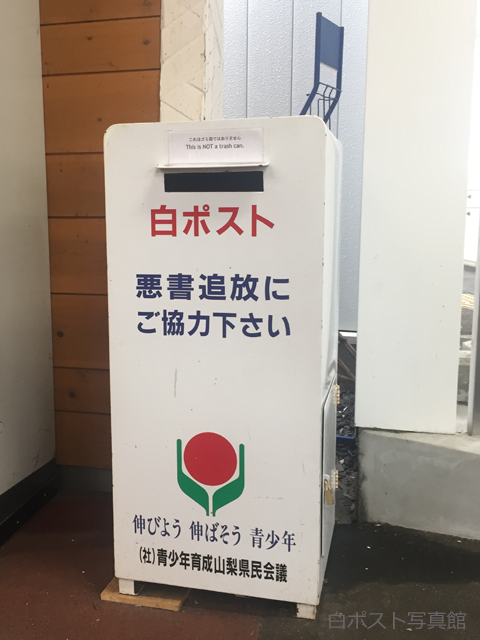 これはゴミ箱ではありません
This is NOT a trash can.
白ポスト
悪書追放に
ご協力下さい
伸びよう 伸ばそう 青少年
(社)青少年育成山梨県民会議
白ポスト写真館